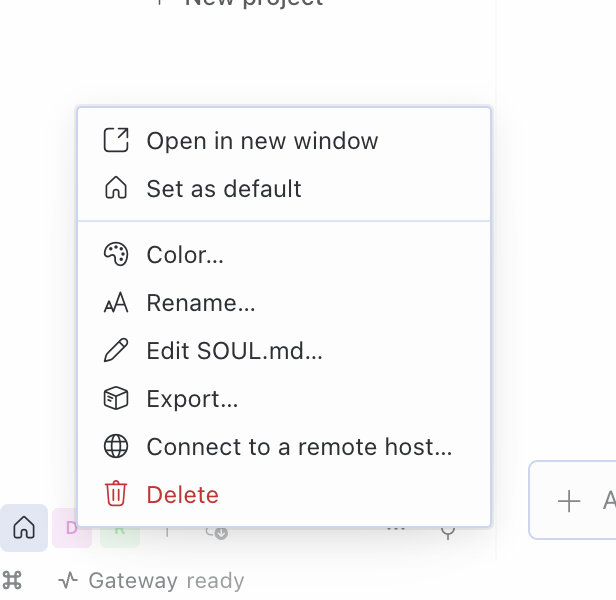 New project
Open in new window
Set as default
Color...
Rename...
Edit SOUL.md...
Export...
Connect to a remote host...
Delete
D
R
A
Gateway ready